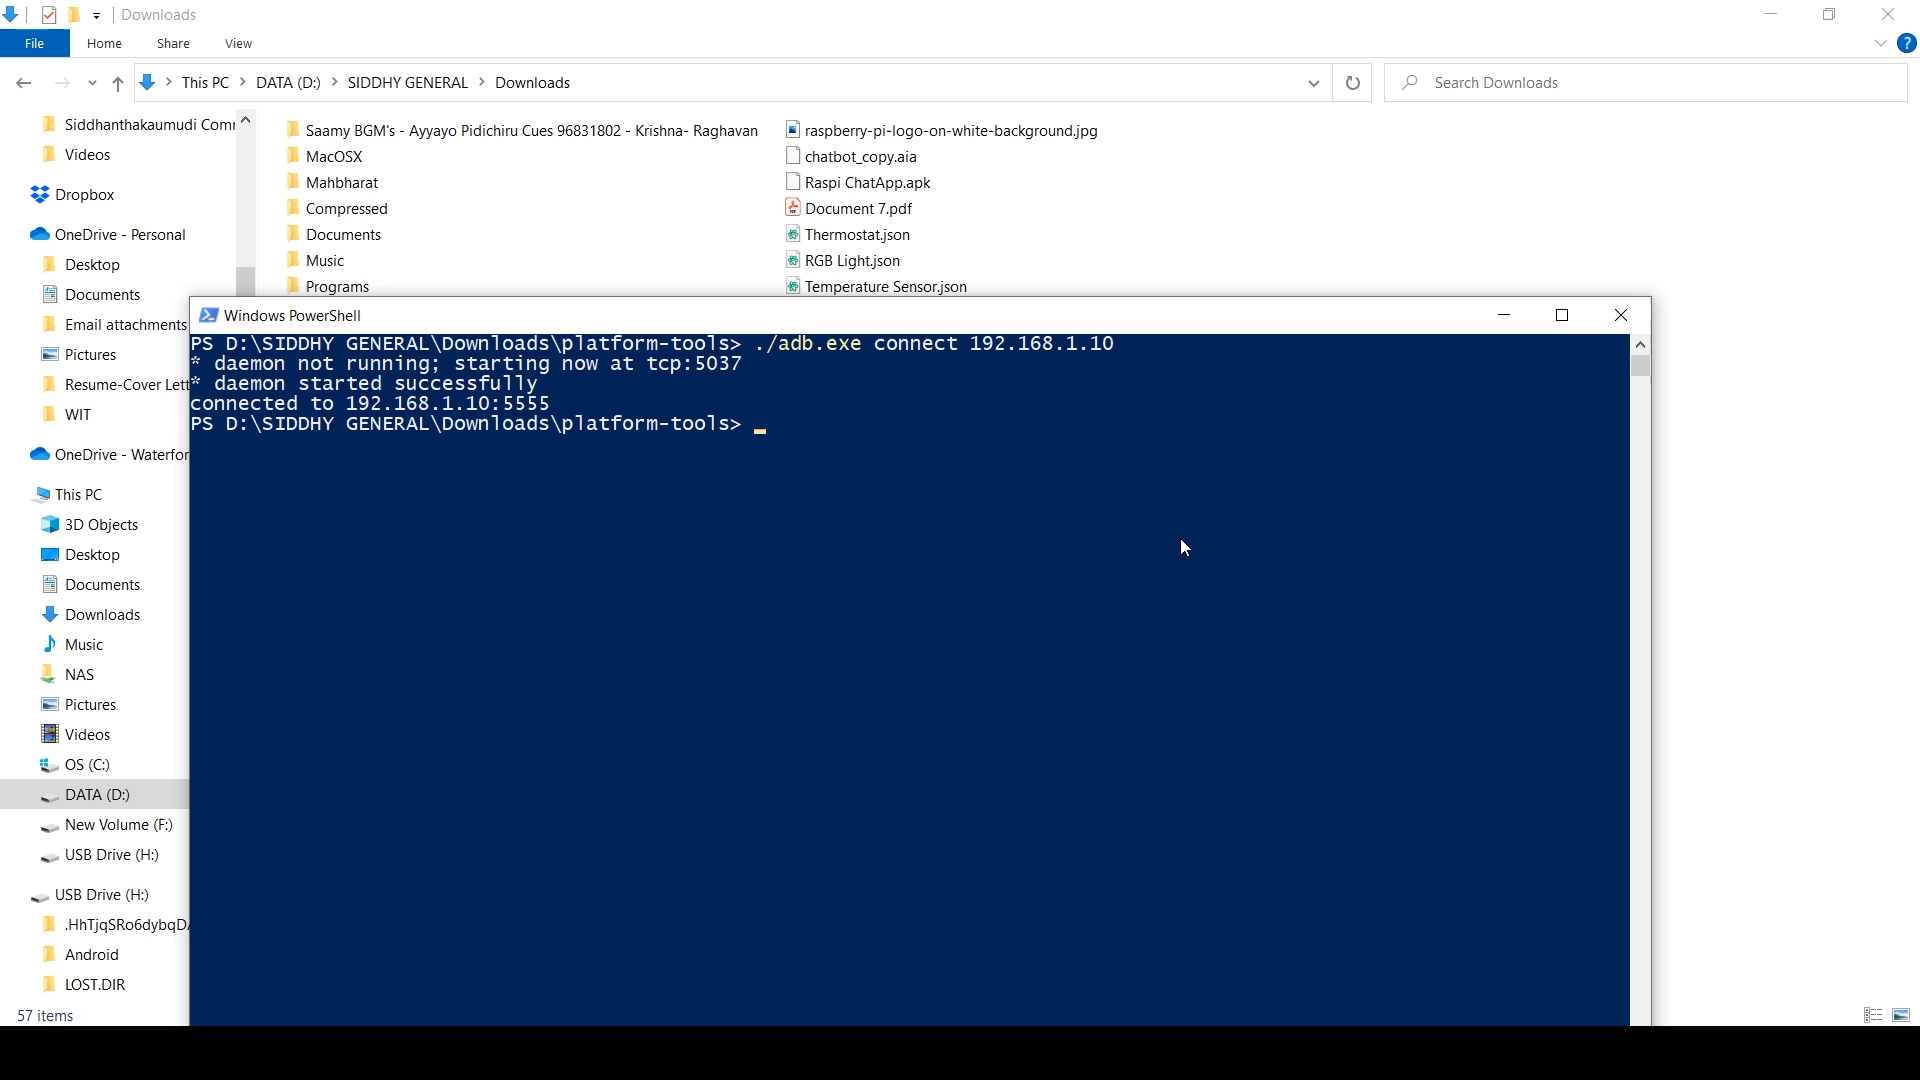 Downloads
File Home Share View
This PC > DATA (D:) > SIDDHY GENERAL > Downloads
Search Downloads
Siddhanthakaumudi Com
Videos
Dropbox
OneDrive - Personal
Desktop
Documents
Email attachments
Pictures
Resume-Cover Lett
WIT
OneDrive - Waterfor
This PC
3D Objects
Desktop
Documents
Downloads
Music
NAS
Pictures
Videos
OS (C:)
DATA (D:)
New Volume (F:)
USB Drive (H:)
USB Drive (H:)
.HhTjqSRo6dybqD
Android
LOST.DIR
57 items
Saamy BGM's - Ayyayo Pidichiru Cues 96831802 - Krishna- Raghavan
MacOSX
Mahbharat
Compressed
Documents
Music
Programs
raspberry-pi-logo-on-white-background.jpg
chatbot_copy.aia
Raspi ChatApp.apk
Document 7.pdf
Thermostat.json
RGB Light.json
Temperature Sensor.json
Windows PowerShell
PS D:\SIDDHY GENERAL\Downloads\platform-tools> ./adb.exe connect 192.168.1.10
* daemon not running; starting now at tcp:5037
* daemon started successfully
connected to 192.168.1.10:5555
PS D:\SIDDHY GENERAL\Downloads\platform-tools>